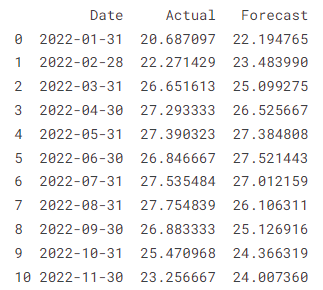 Date Actual Forecast
0 2022-01-31 20.687097 22.194765
1 2022-02-28 22.271429 23.483990
2 2022-03-31 26.651613 25.099275
3 2022-04-30 27.293333 26.525667
4 2022-05-31 27.390323 27.384808
5 2022-06-30 26.846667 27.521443
6 2022-07-31 27.535484 27.012159
7 2022-08-31 27.754839 26.106311
8 2022-09-30 26.883333 25.126916
9 2022-10-31 25.470968 24.366319
10 2022-11-30 23.256667 24.007360